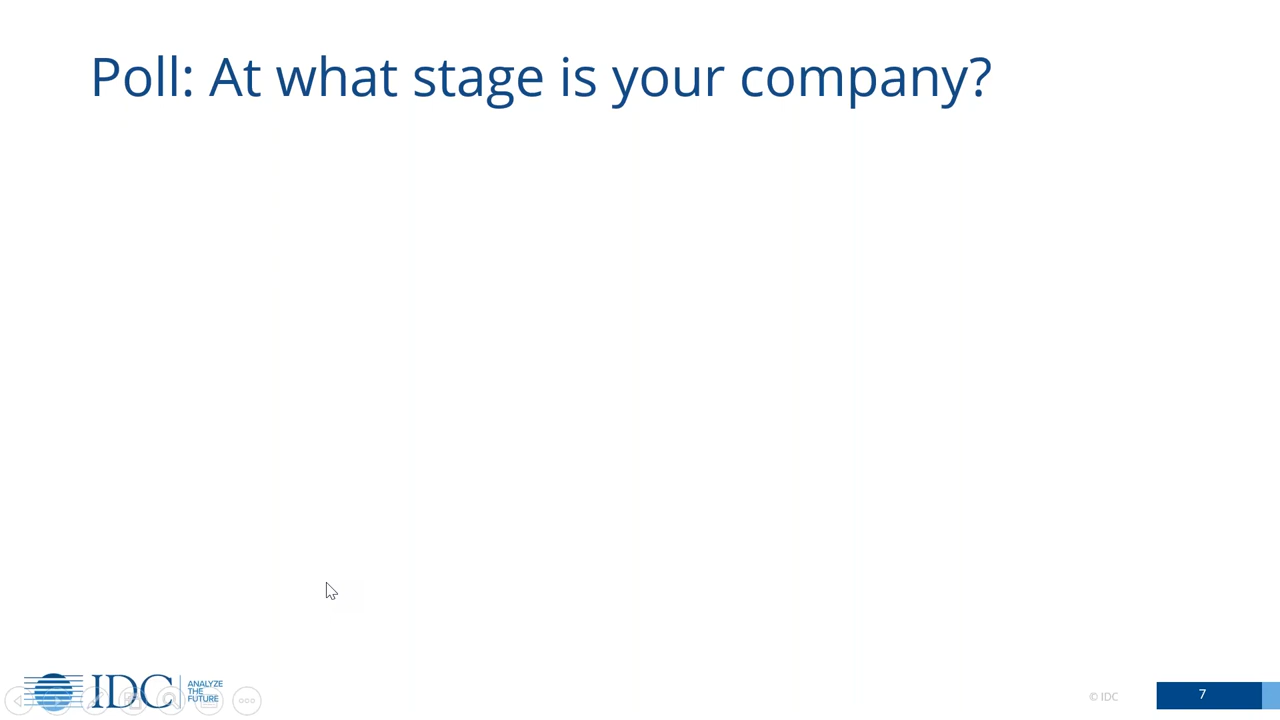 Poll: At what stage is your company?
IDC
ANALYZE
THE
FUTURE
© IDC
7